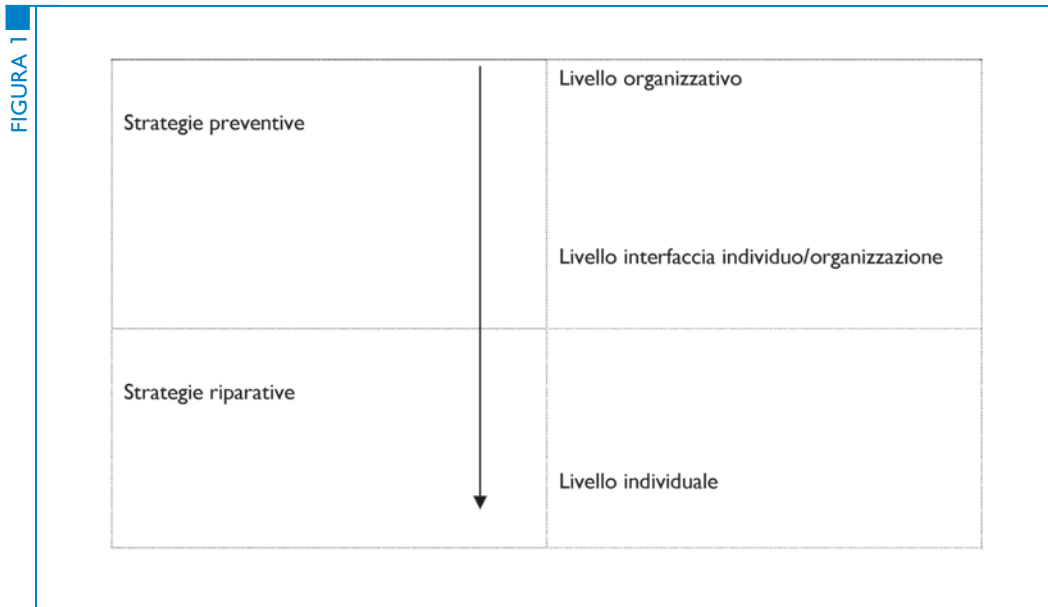 FIGURA 1
Livello organizzativo
Strategie preventive
Livello interfaccia individuo/organizzazione
Strategie riparative
Livello individuale